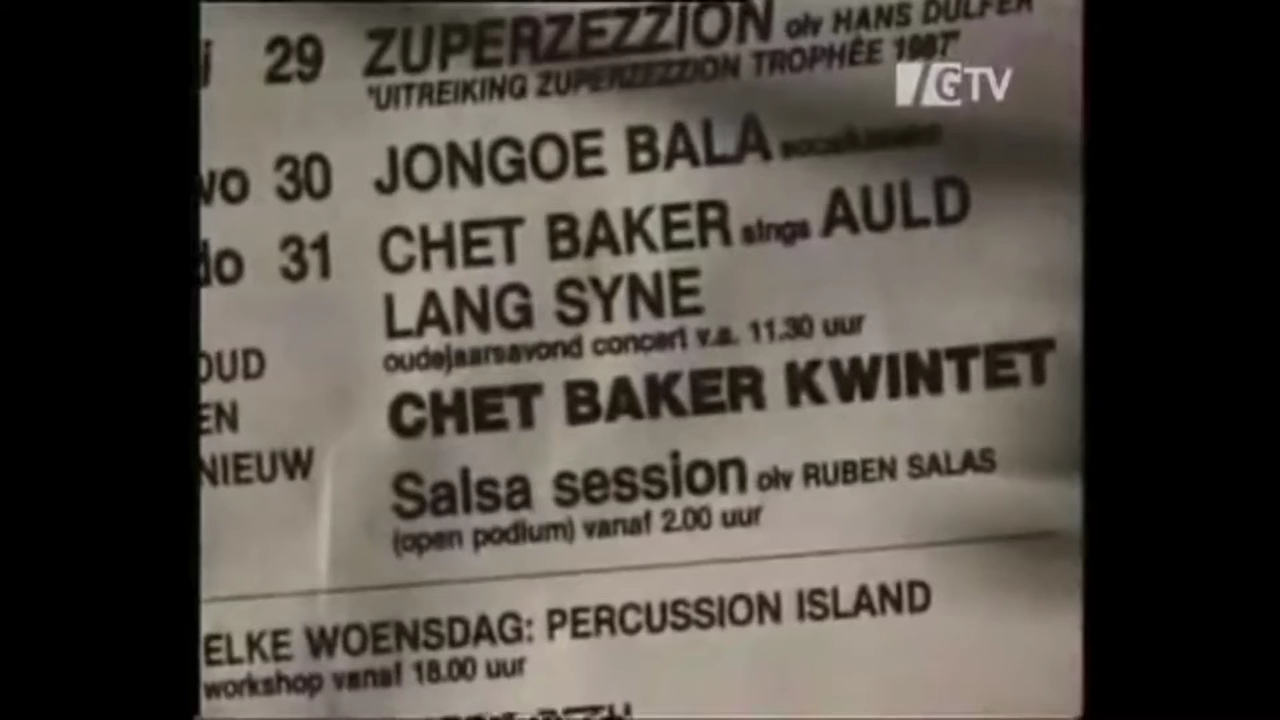 29 ZUPERZEZZION olv HANS DULFER
"UITREIKING ZUPERZEZZION TROPHÉE 1987"
GTV
wo 30 JONGOE BALA
do 31 CHET BAKER sings AULD
LANG SYNE
oudejaarsavond concert v.a. 11.30 uur
OUD
CHET BAKER KWINTET
EN
NIEUW
Salsa session olv RUBEN SALAS
(open podium) vanaf 2.00 uur
ELKE WOENSDAG: PERCUSSION ISLAND
workshop vanaf 18.00 uur